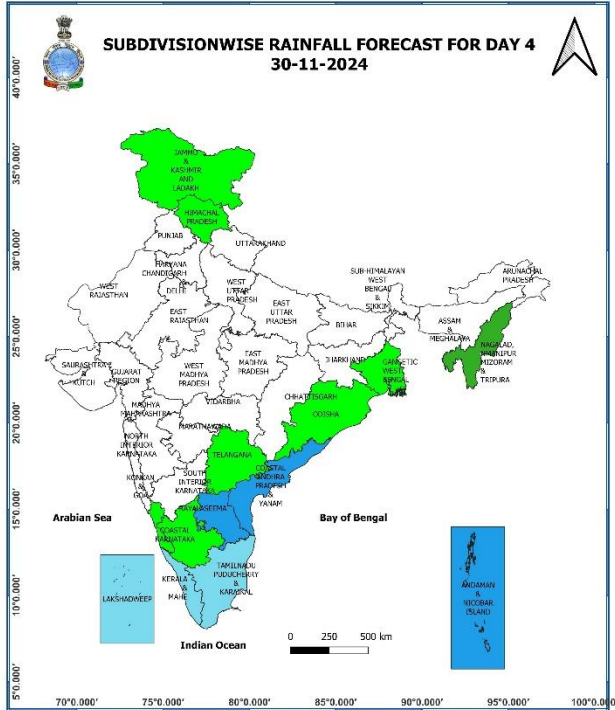 SUBDIVISIONWISE RAINFALL FORECAST FOR DAY 4
30-11-2024
40°0.000'
35°0.000'
30°0.000'
25°0.000'
20°0.000'
15°0.000'
10°0.000'
5°0.000'
JAMMU
&
KASHMIR
AND
LADAKH
HIMACHAL
PRADESH
PUNJAB
UTTARAKHAND
HARYANA
CHANDIGARH
&
DELHI
WEST
RAJASTHAN
WEST
UTTAR
PRADESH
EAST
RAJASTHAN
EAST
UTTAR
PRADESH
SUB-HIMALAYAN
WEST
BENGAL
&
SIKKIM
ARUNACHAL
PRADESH
ASSAM
&
MEGHALAYA
NAGALAD,
MANIPUR
MIZORAM
&
TRIPURA
BIHAR
JHARKHAND
GANGETIC
WEST
BENGAL
SAURASHTRA
&
KUTCH
GUJARAT
REGION
WEST
MADHYA
PRADESH
EAST
MADHYA
PRADESH
CHHATTISGARH
ODISHA
VIDARBHA
MADHYA
MAHARASHTRA
MARATHAWADA
NORTH
INTERIOR
KARNATAKA
TELANGANA
COASTAL
ANDHRA
PRADESH
&
YANAM
KONKAN
&
GOA
SOUTH
INTERIOR
KARNATAKA
RAYALASEEMA
COASTAL
KARNATAKA
Arabian Sea
Bay of Bengal
LAKSHADWEEP
KERALA
&
MAHE
TAMILNADU
PUDUCHERRY
&
KARAIKAL
ANDAMAN
&
NICOBAR
ISLAND
Indian Ocean
0 250 500 km
70°0.000' 75°0.000' 80°0.000' 85°0.000' 90°0.000' 95°0.000' 100°0.000'